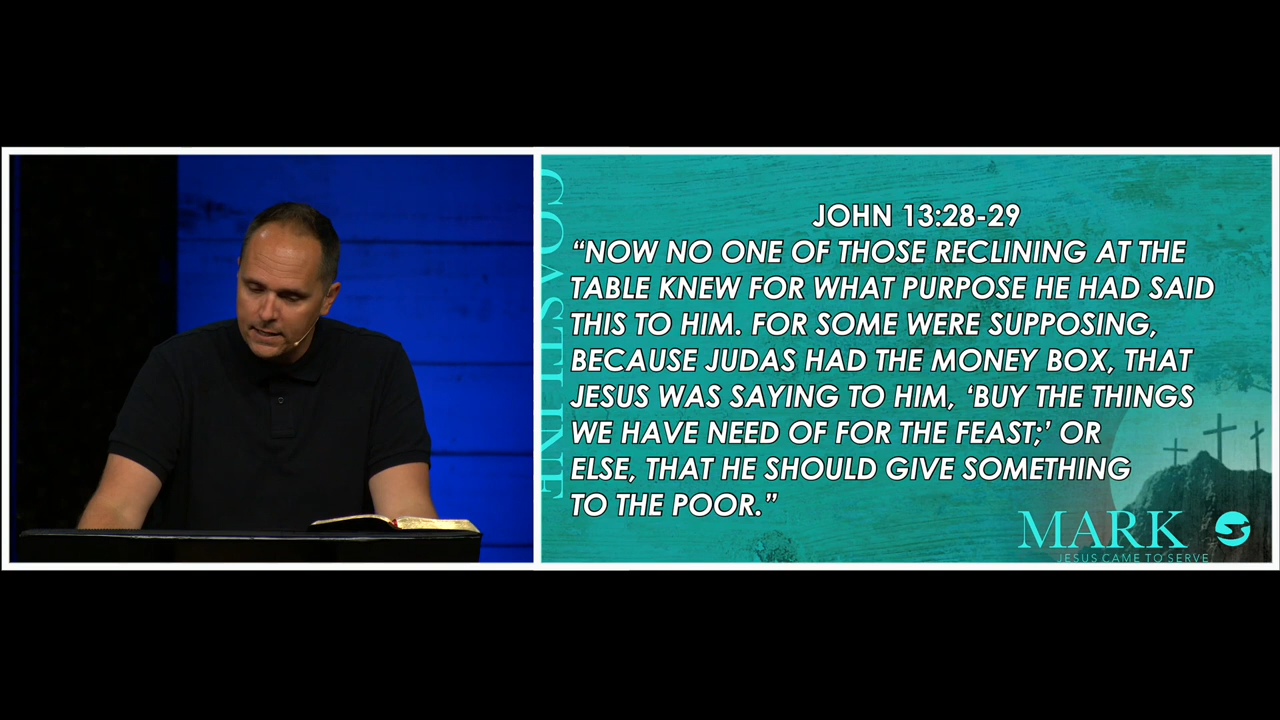 COASTLINE
JOHN 13:28-29
“NOW NO ONE OF THOSE RECLINING AT THE
TABLE KNEW FOR WHAT PURPOSE HE HAD SAID
THIS TO HIM. FOR SOME WERE SUPPOSING,
BECAUSE JUDAS HAD THE MONEY BOX, THAT
JESUS WAS SAYING TO HIM, ‘BUY THE THINGS
WE HAVE NEED OF FOR THE FEAST;’ OR
ELSE, THAT HE SHOULD GIVE SOMETHING
TO THE POOR.”
MARK
JESUS CAME TO SERVE